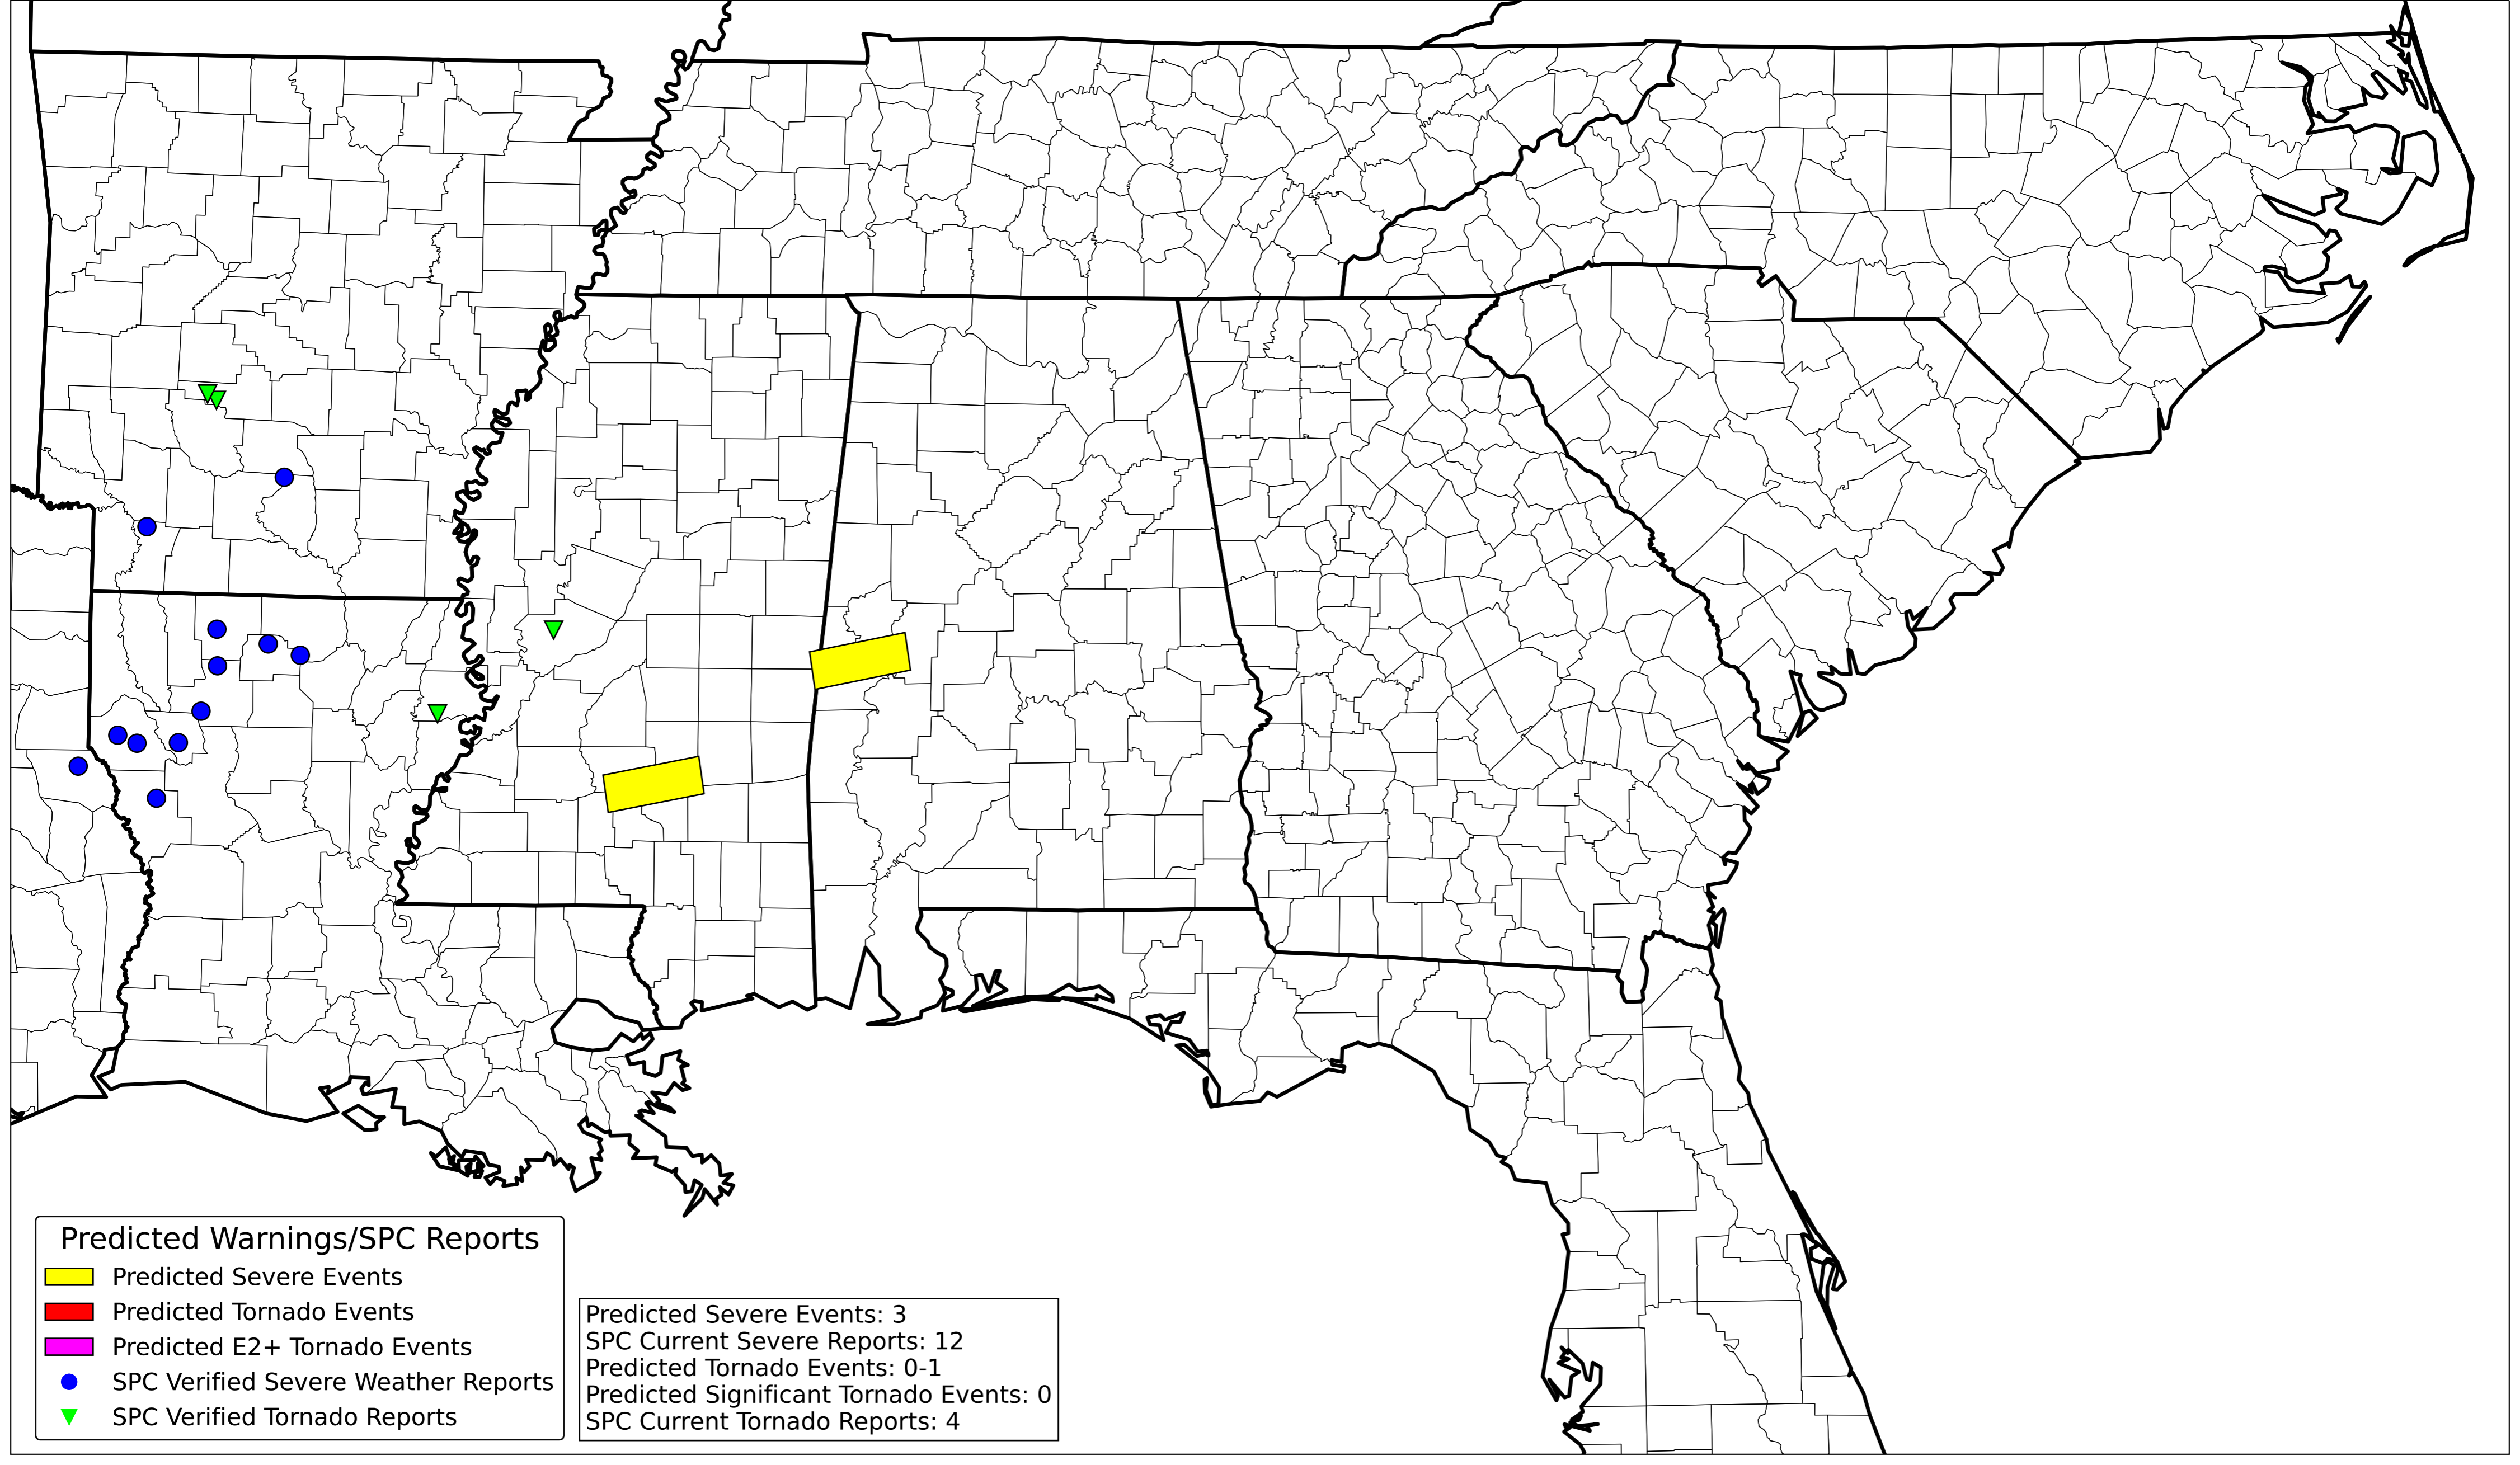 Predicted Warnings/SPC Reports
Predicted Severe Events
Predicted Tornado Events
Predicted E2+ Tornado Events
SPC Verified Severe Weather Reports
SPC Verified Tornado Reports
Predicted Severe Events: 3
SPC Current Severe Reports: 12
Predicted Tornado Events: 0-1
Predicted Significant Tornado Events: 0
SPC Current Tornado Reports: 4